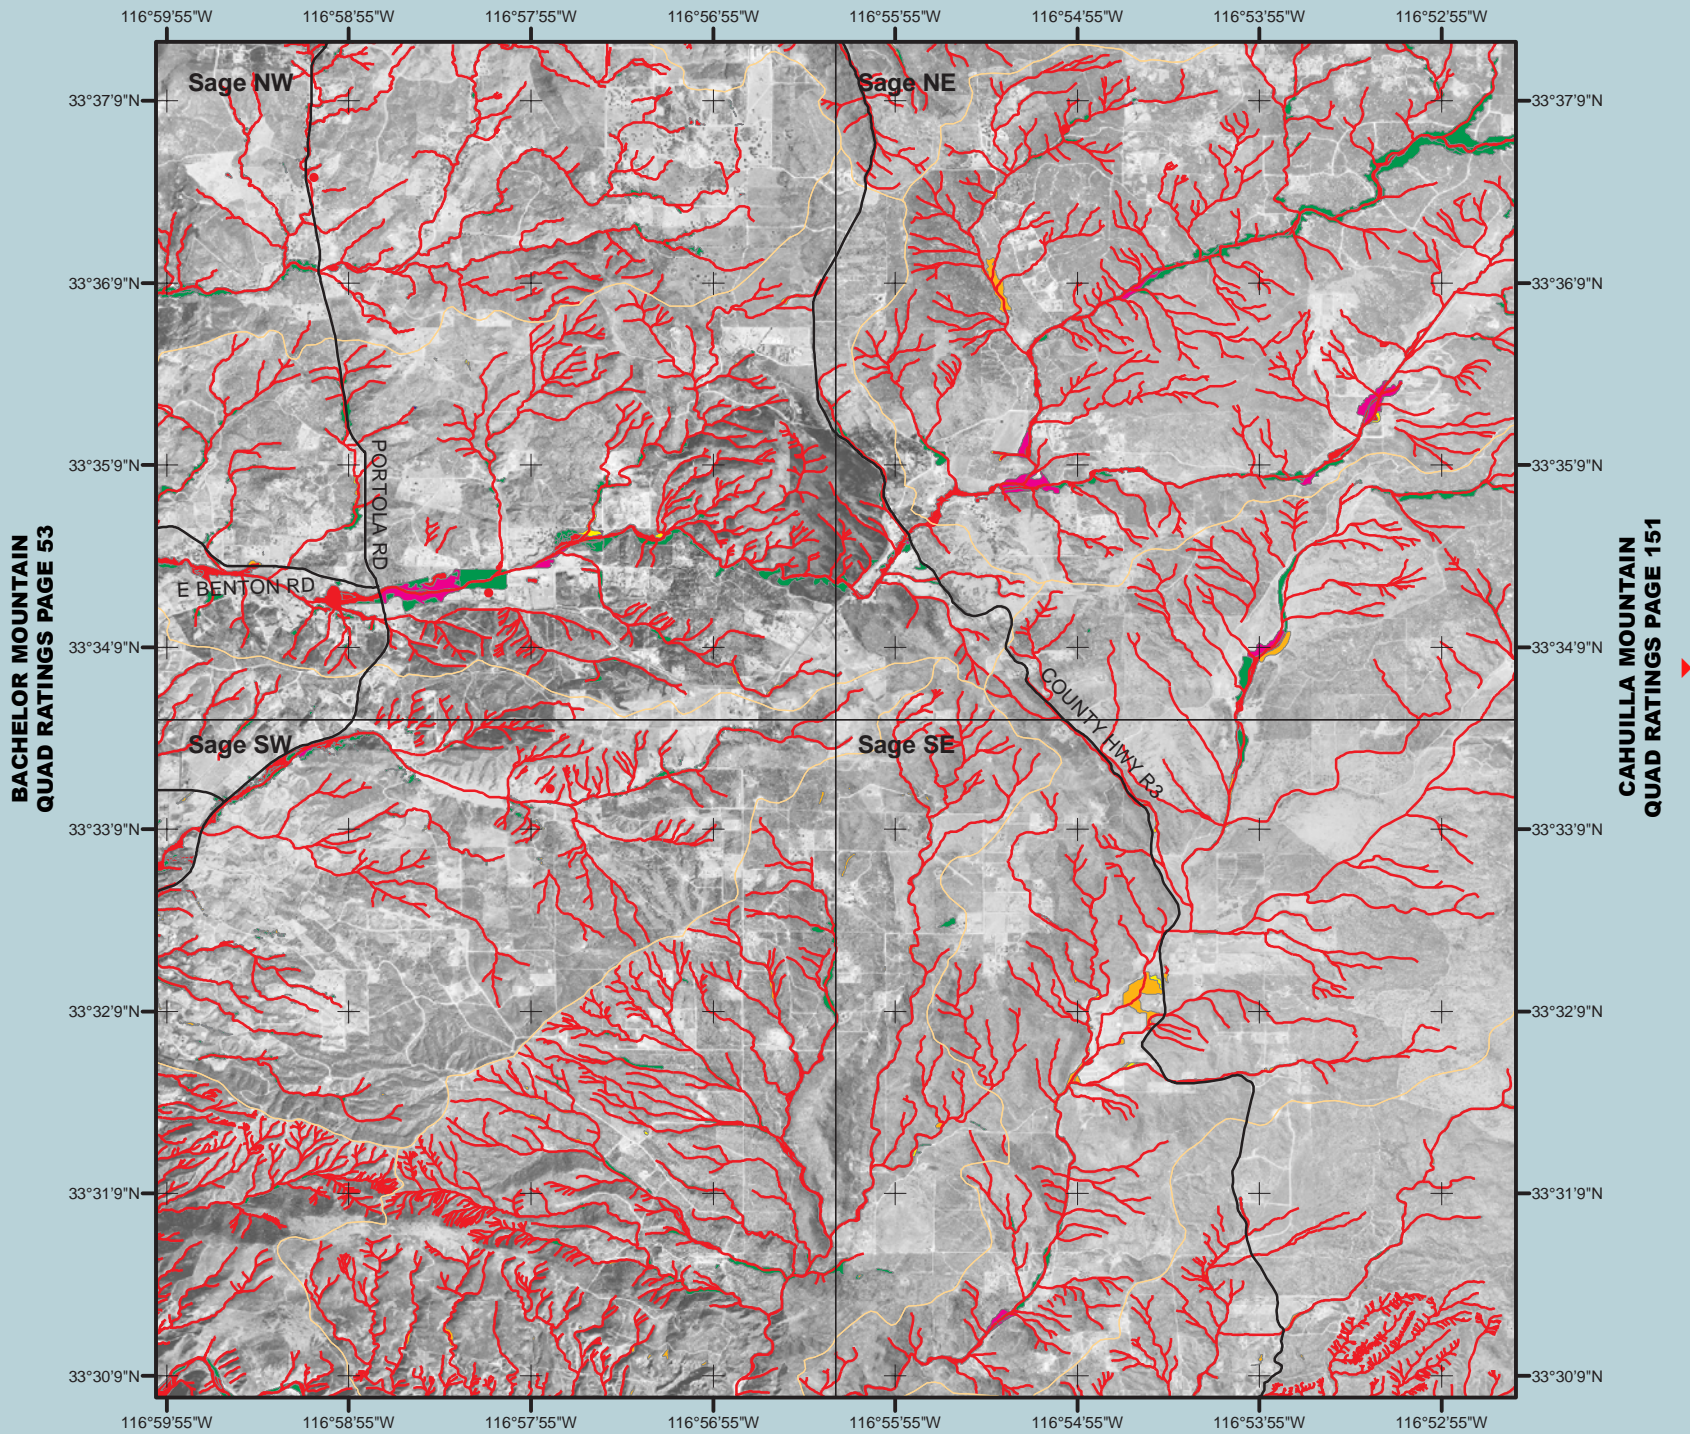 116°59'55"W 116°58'55"W 116°57'55"W 116°56'55"W 116°55'55"W 116°54'55"W 116°53'55"W 116°52'55"W
Sage NW
Sage NE
33°37'9"N 33°37'9"N
33°36'9"N 33°36'9"N
PORTOLA RD
33°35'9"N 33°35'9"N
BACHELOR MOUNTAIN
QUAD RATINGS PAGE 53
CAHUILLA MOUNTAIN
QUAD RATINGS PAGE 151
E BENTON RD
33°34'9"N 33°34'9"N
COUNTY HWY R3
Sage SW
Sage SE
33°33'9"N 33°33'9"N
33°32'9"N 33°32'9"N
33°31'9"N 33°31'9"N
33°30'9"N 33°30'9"N
116°59'55"W 116°58'55"W 116°57'55"W 116°56'55"W 116°55'55"W 116°54'55"W 116°53'55"W 116°52'55"W